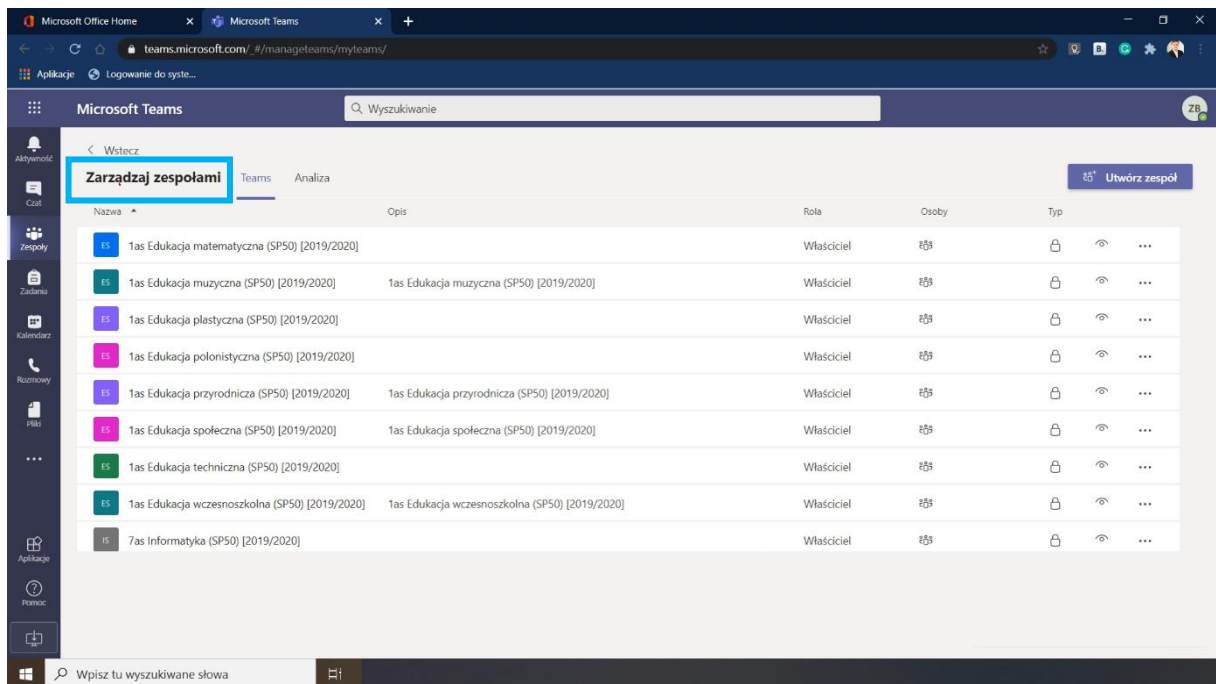 Microsoft Office Home
Microsoft Teams
teams.microsoft.com/_#/manageteams/myteams/
Aplikacje
Logowanie do syste...
Microsoft Teams
Wyszukiwanie
ZB
Aktywność
Czat
Zespoły
Zadania
Kalendarz
Rozmowy
Pliki
Aplikacje
Pomoc
Wstecz
Zarządzaj zespołami Teams Analiza Utwórz zespół
Nazwa Opis Rola Osoby Typ
ES 1as Edukacja matematyczna (SP50) [2019/2020] Właściciel
ES 1as Edukacja muzyczna (SP50) [2019/2020] 1as Edukacja muzyczna (SP50) [2019/2020] Właściciel
ES 1as Edukacja plastyczna (SP50) [2019/2020] Właściciel
ES 1as Edukacja polonistyczna (SP50) [2019/2020] Właściciel
ES 1as Edukacja przyrodnicza (SP50) [2019/2020] 1as Edukacja przyrodnicza (SP50) [2019/2020] Właściciel
ES 1as Edukacja społeczna (SP50) [2019/2020] 1as Edukacja społeczna (SP50) [2019/2020] Właściciel
ES 1as Edukacja techniczna (SP50) [2019/2020] Właściciel
ES 1as Edukacja wczesnoszkolna (SP50) [2019/2020] 1as Edukacja wczesnoszkolna (SP50) [2019/2020] Właściciel
IS 7as Informatyka (SP50) [2019/2020] Właściciel
Wpisz tu wyszukiwane słowa